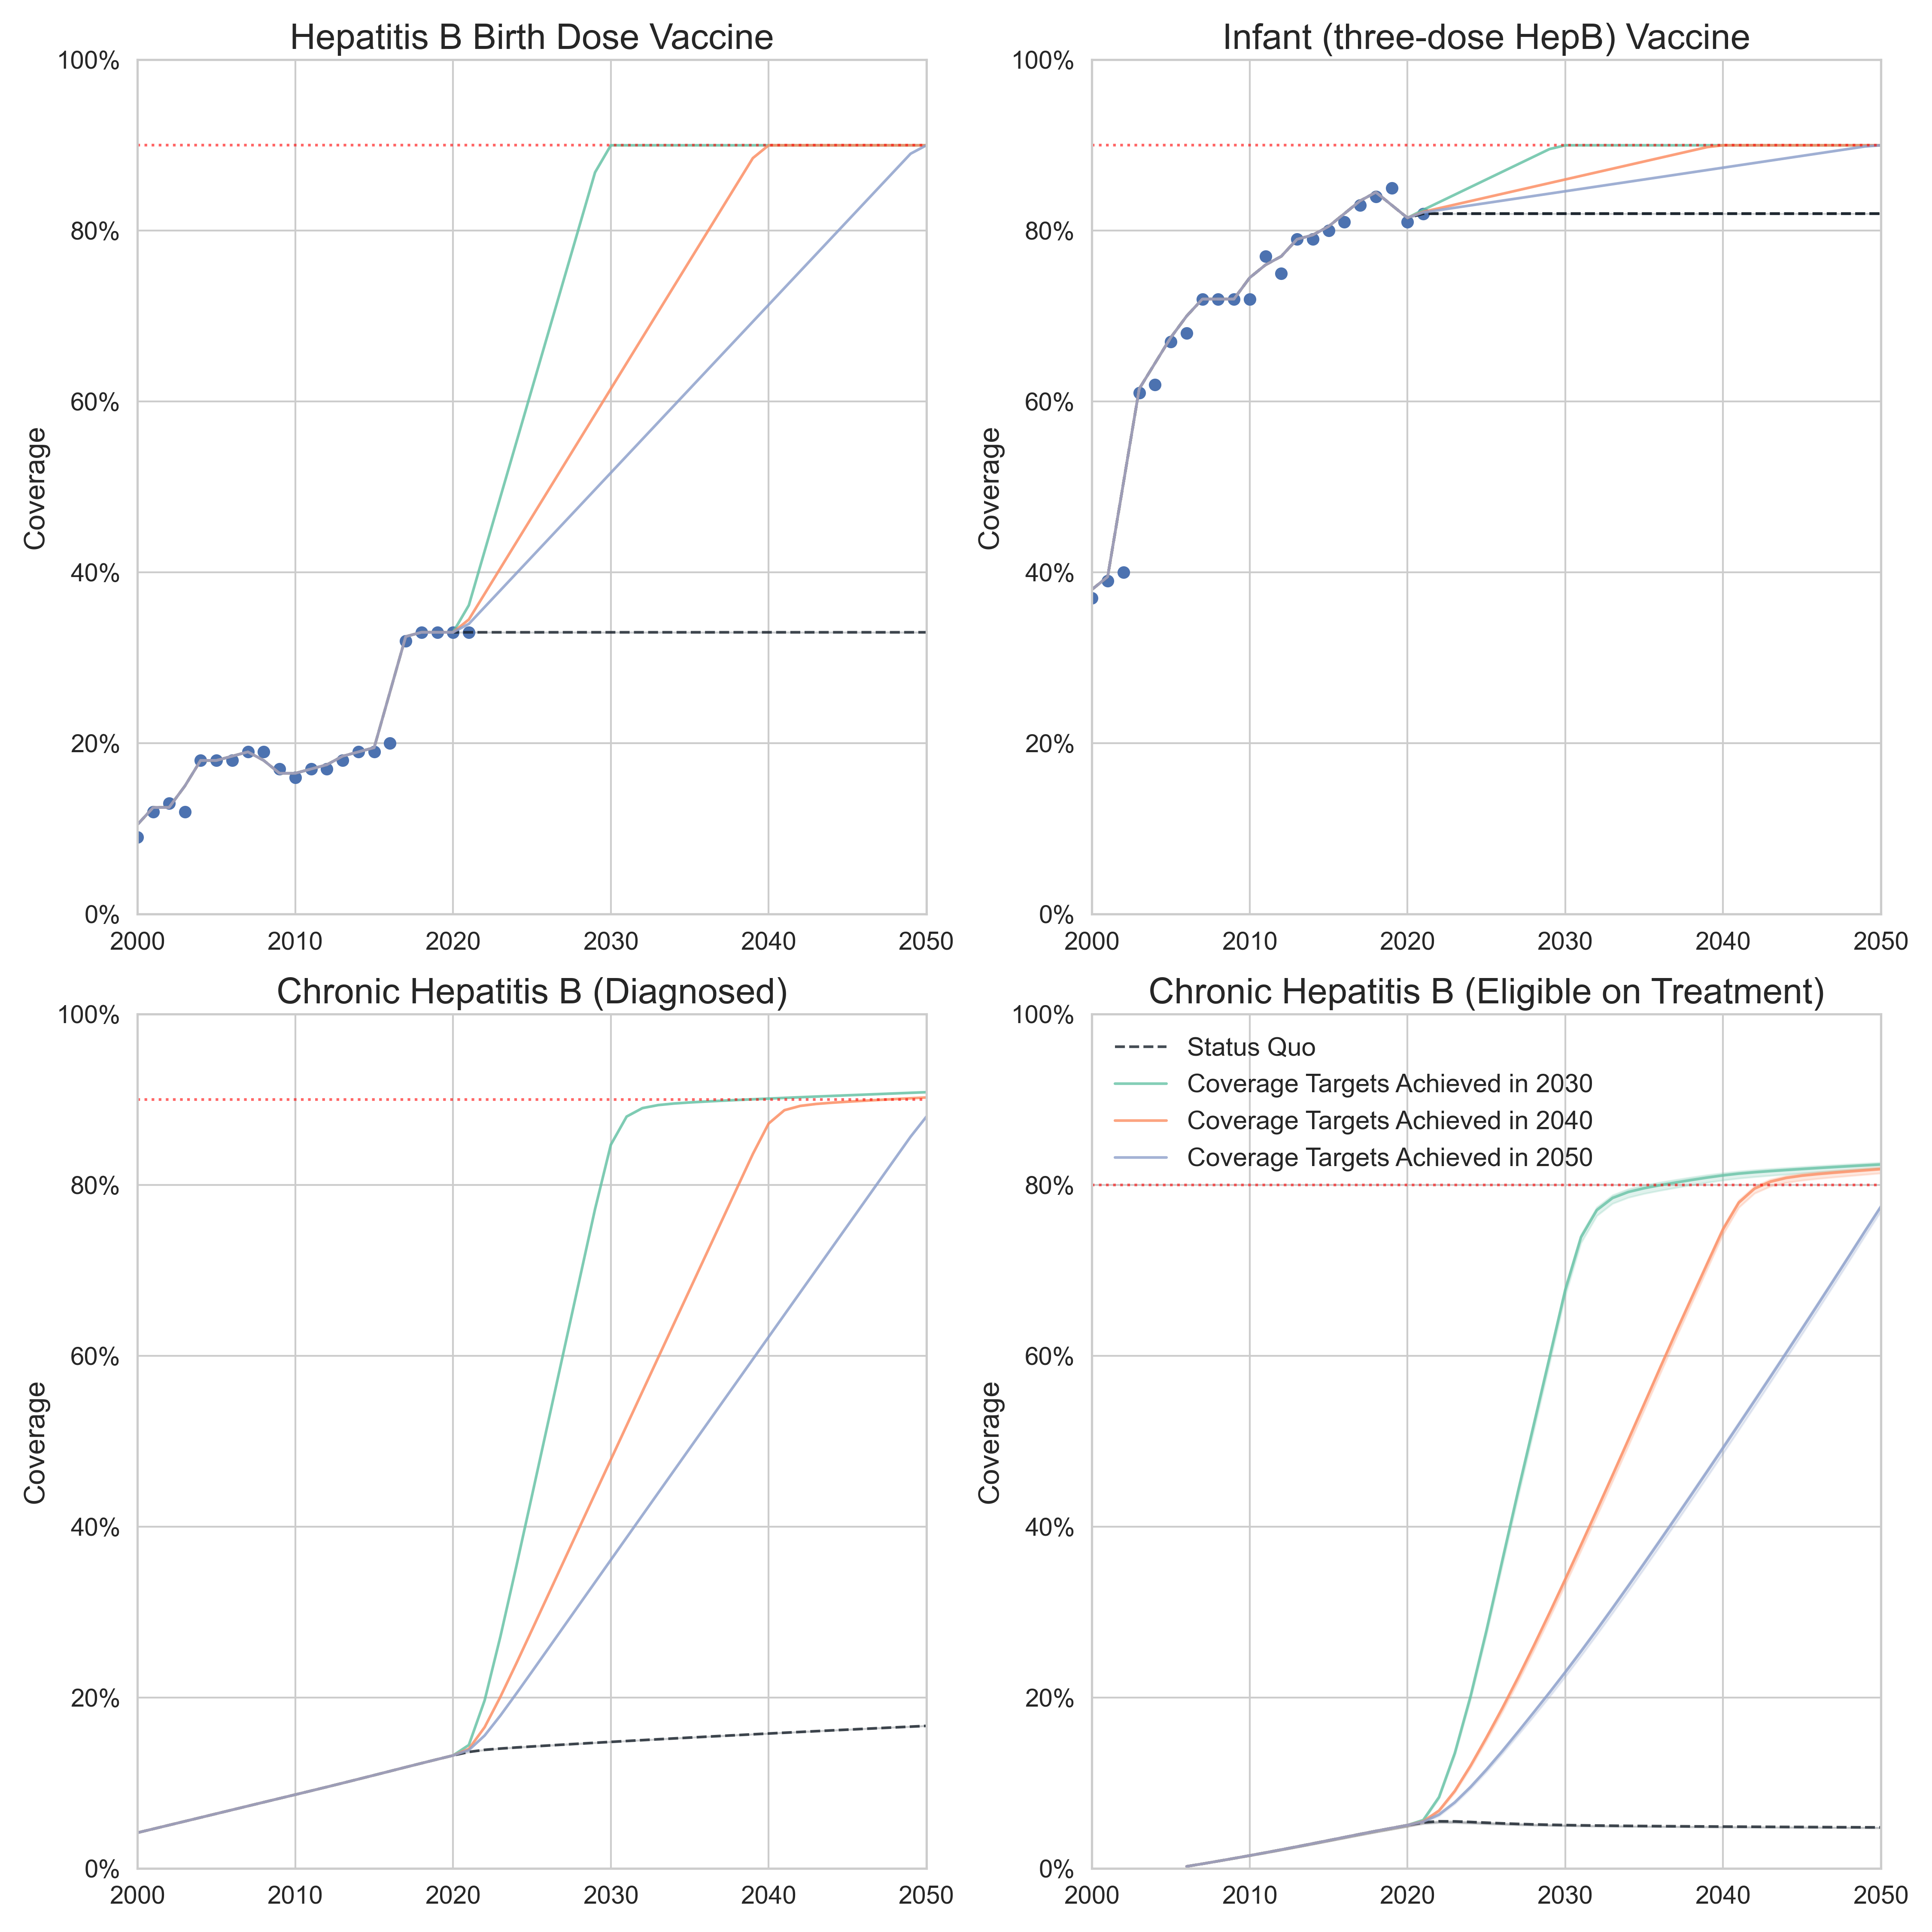 Hepatitis B Birth Dose Vaccine
100%
80%
60%
40%
20%
0%
Coverage
2000 2010 2020 2030 2040 2050
Infant (three-dose HepB) Vaccine
100%
80%
60%
40%
20%
0%
Coverage
2000 2010 2020 2030 2040 2050
Chronic Hepatitis B (Diagnosed)
100%
80%
60%
40%
20%
0%
Coverage
2000 2010 2020 2030 2040 2050
Chronic Hepatitis B (Eligible on Treatment)
100%
80%
60%
40%
20%
0%
Coverage
Status Quo
Coverage Targets Achieved in 2030
Coverage Targets Achieved in 2040
Coverage Targets Achieved in 2050
2000 2010 2020 2030 2040 2050